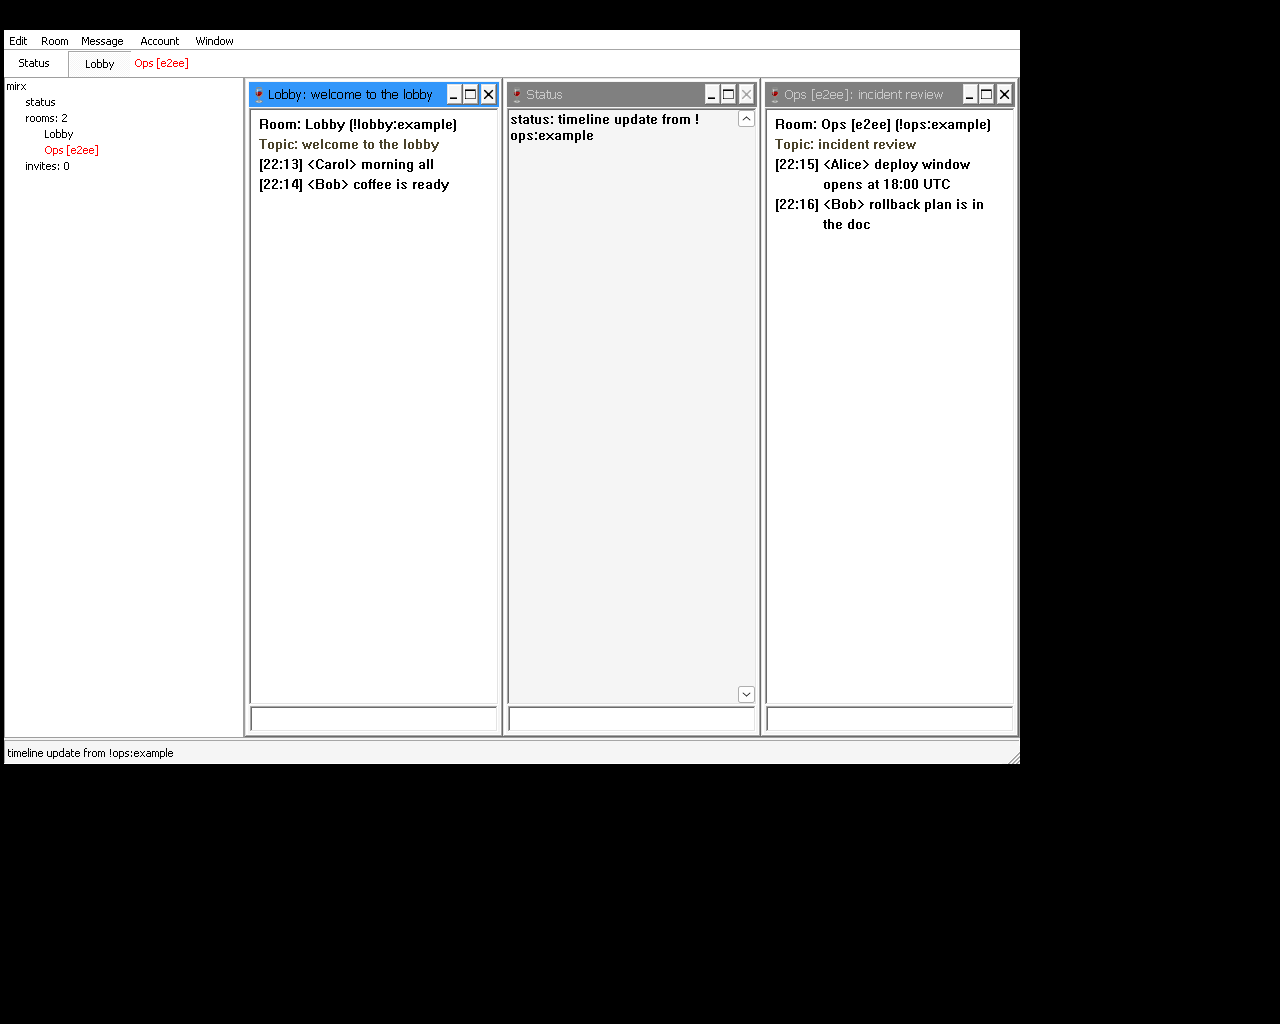 Edit Room Message Account Window
Status Lobby Ops [e2ee]
mirx
status
rooms: 2
Lobby
Ops [e2ee]
invites: 0
Lobby: welcome to the lobby
Room: Lobby (!lobby:example)
Topic: welcome to the lobby
[22:13] <Carol> morning all
[22:14] <Bob> coffee is ready
Status
status: timeline update from !
ops:example
Ops [e2ee]: incident review
Room: Ops [e2ee] (!ops:example)
Topic: incident review
[22:15] <Alice> deploy window
opens at 18:00 UTC
[22:16] <Bob> rollback plan is in
the doc
timeline update from !ops:example